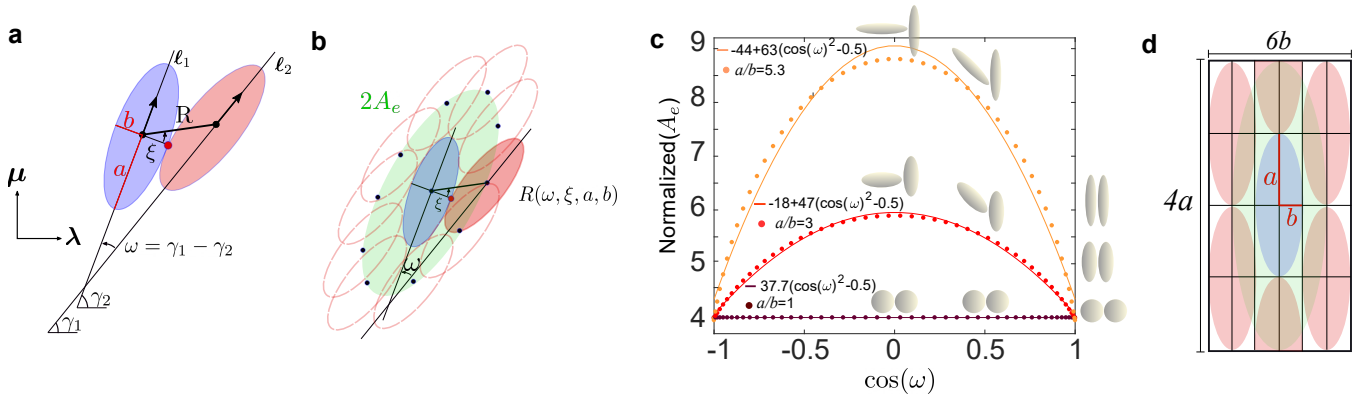 a
ℓ₁
ℓ₂
b
R
ξ
a
μ
λ
ω = γ₁ − γ₂
γ₂
γ₁
b
2Aₑ
ξ
R(ω, ξ, a, b)
ω
c
Normalized(Aₑ)
9
8
7
6
5
4
-44+63(cos(ω)²-0.5)
a/b=5.3
-18+47(cos(ω)²-0.5)
a/b=3
37.7(cos(ω)²-0.5)
a/b=1
-1
-0.5
0
0.5
1
cos(ω)
d
6b
4a
a
b